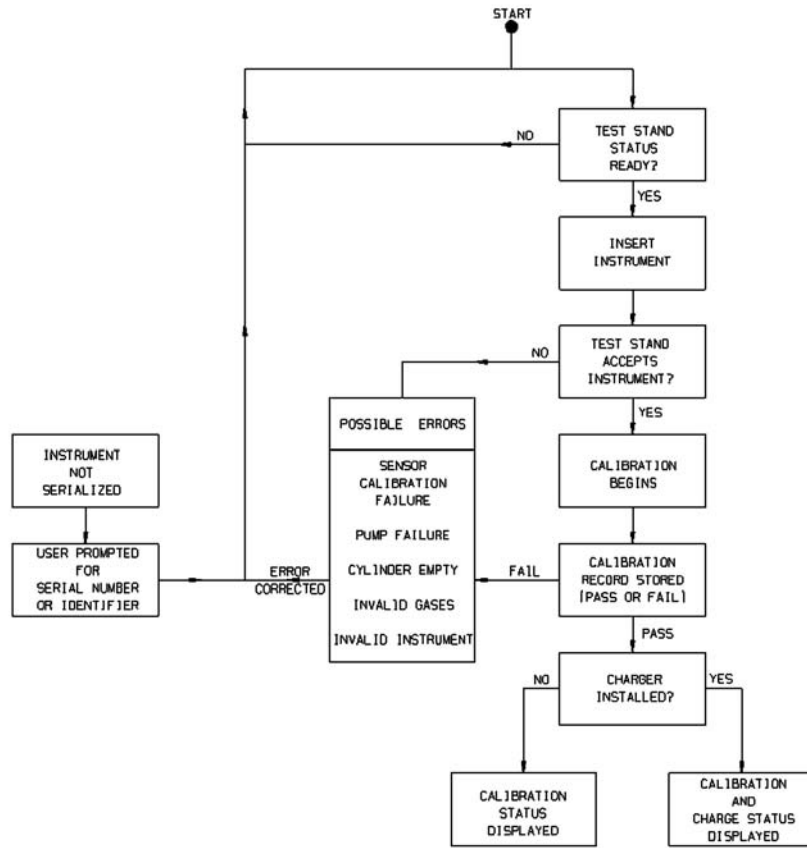 START
NO
TEST STAND
STATUS
READY?
YES
INSERT
INSTRUMENT
NO
TEST STAND
ACCEPTS
INSTRUMENT?
YES
POSSIBLE ERRORS
SENSOR
CALIBRATION
FAILURE
PUMP FAILURE
CYLINDER EMPTY
INVALID GASES
INVALID INSTRUMENT
CALIBRATION
BEGINS
INSTRUMENT
NOT
SERIALIZED
USER PROMPTED
FOR
SERIAL NUMBER
OR IDENTIFIER
ERROR
CORRECTED
FAIL
CALIBRATION
RECORD STORED
(PASS OR FAIL)
PASS
NO
CHARGER
INSTALLED?
YES
CALIBRATION
STATUS
DISPLAYED
CALIBRATION
AND
CHARGE STATUS
DISPLAYED